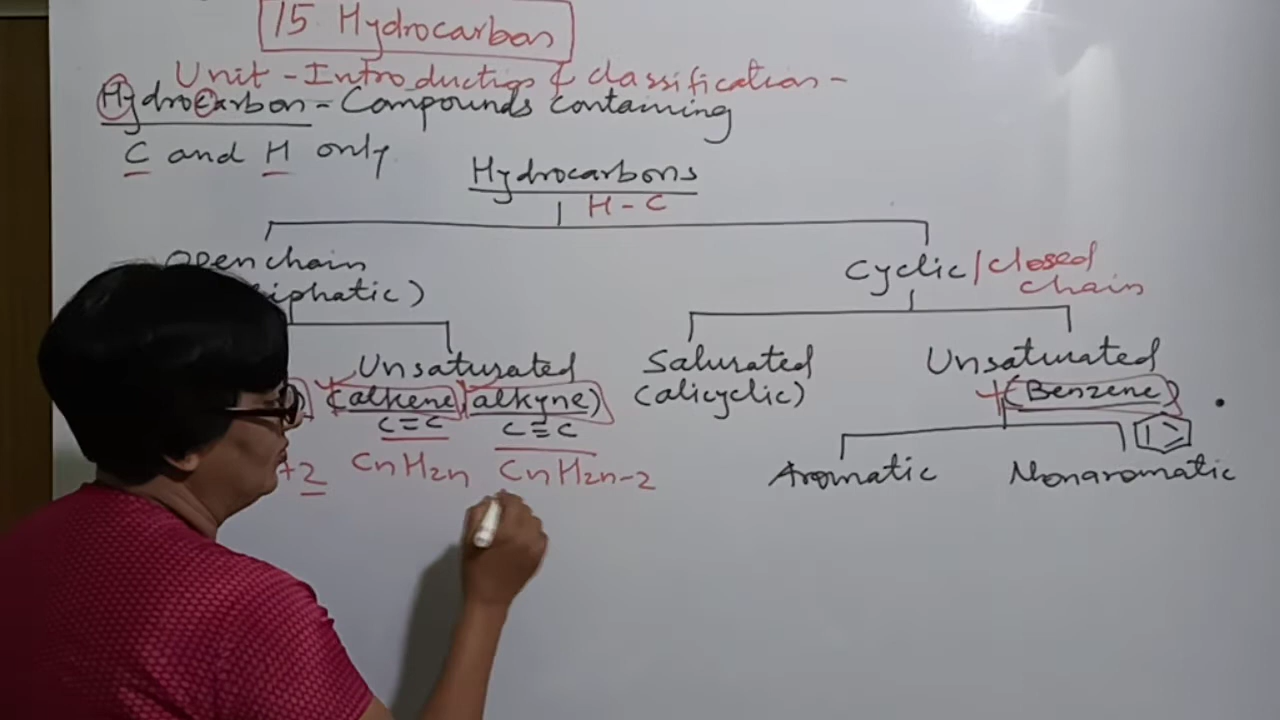 15 Hydrocarbon
Unit - Introduction & classification -
Hydrocarbon - Compounds containing
C and H only
Hydrocarbons
H - C
Open chain
Cyclic / closed chain
Unsaturated
(alkene) (alkyne)
C=C C≡C
+2 CnH2n CnH2n-2
Saturated
(alicyclic)
Unsaturated
(Benzene)
Aromatic Nonaromatic